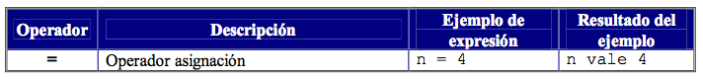 Operador Descripción Ejemplo de expresión Resultado del ejemplo
= Operador asignación n = 4 n vale 4